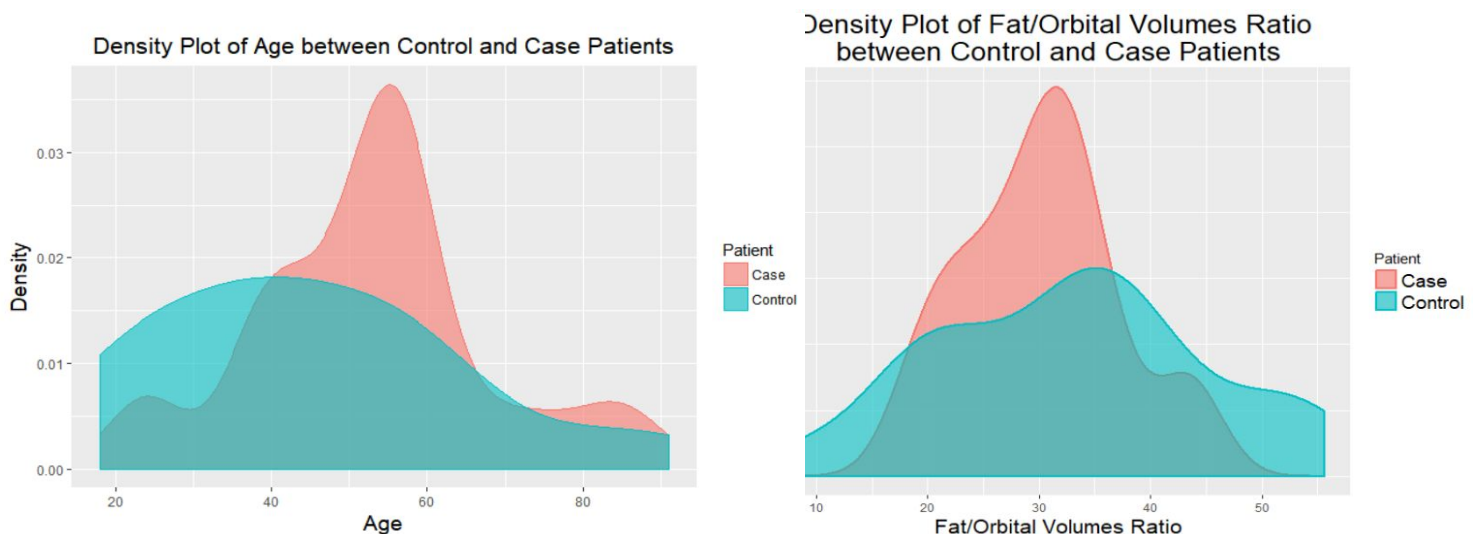 Density Plot of Age between Control and Case Patients
Density
0.03
0.02
0.01
0.00
20 40 60 80
Age
Patient
Case
Control
Density Plot of Fat/Orbital Volumes Ratio
between Control and Case Patients
10 20 30 40 50
Fat/Orbital Volumes Ratio
Patient
Case
Control